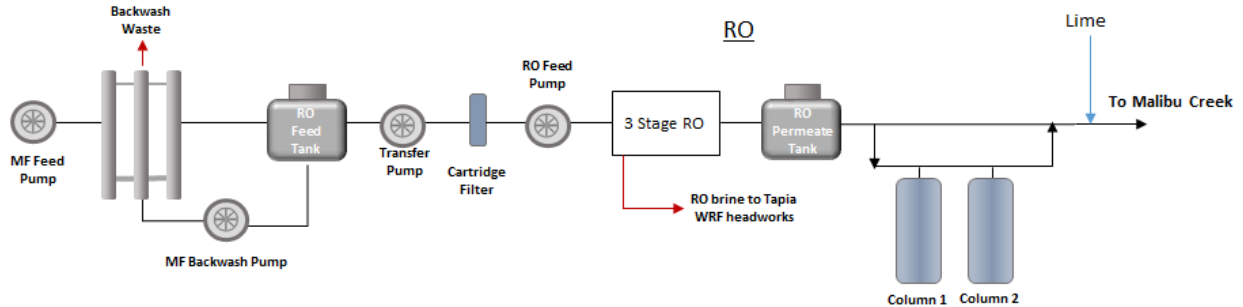 Backwash
Waste
RO
Lime
RO Feed
Pump
To Malibu Creek
RO
Feed
Tank
3 Stage RO
RO
Permeate
Tank
MF Feed
Pump
Transfer
Pump
Cartridge
Filter
RO brine to Tapia
WRF headworks
MF Backwash Pump
Column 1
Column 2